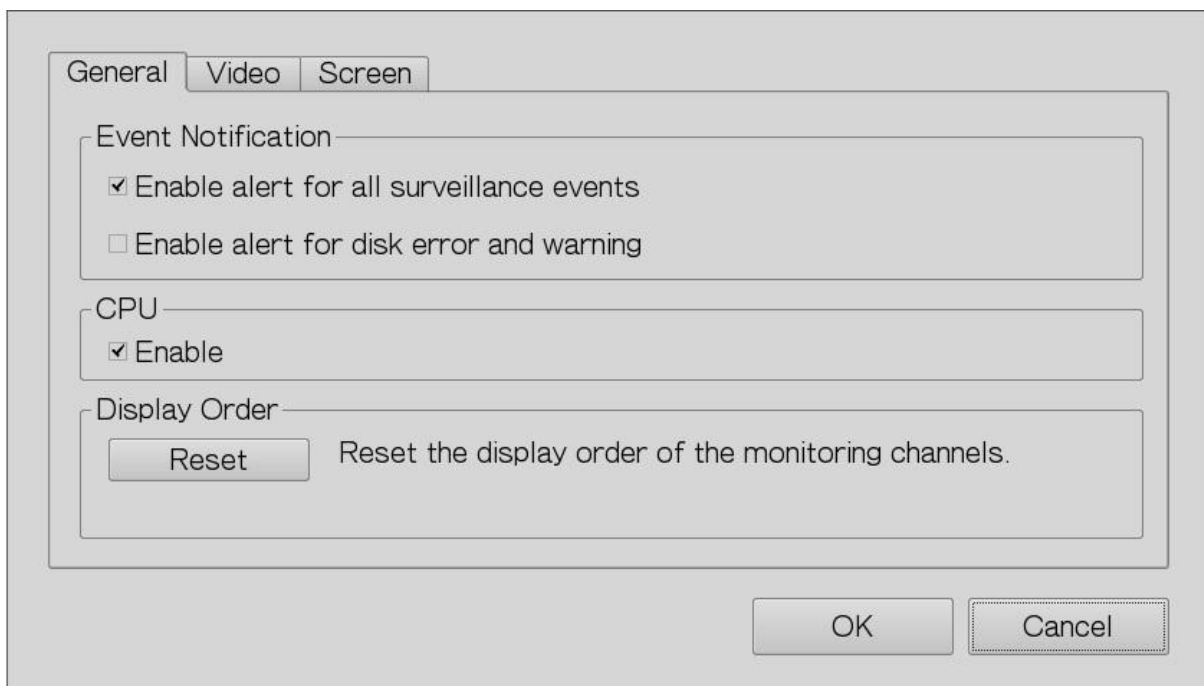 General Video Screen
Event Notification
Enable alert for all surveillance events
Enable alert for disk error and warning
CPU
Enable
Display Order
Reset Reset the display order of the monitoring channels.
OK Cancel